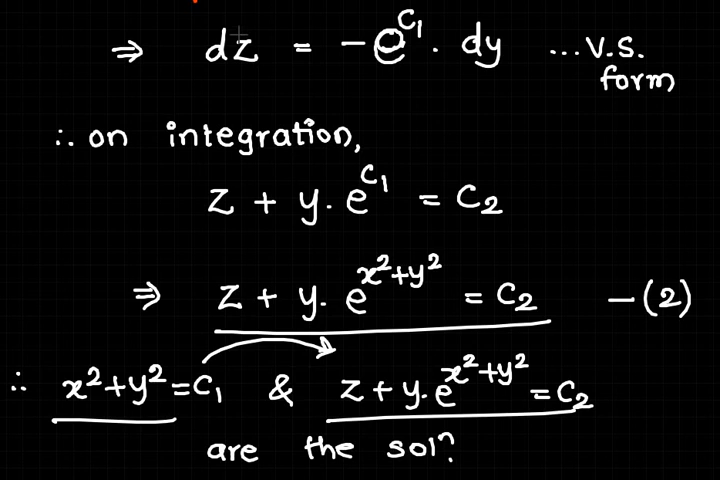 ⇒ dz = -e^{C₁} . dy ...V.S. form
∴ on integration,
z + y. e^{C₁} = C₂
⇒ z + y. e^{x²+y²} = C₂ —(2)
∴ x²+y²=C₁ & z+y.e^{x²+y²}=C₂
are the solⁿ.